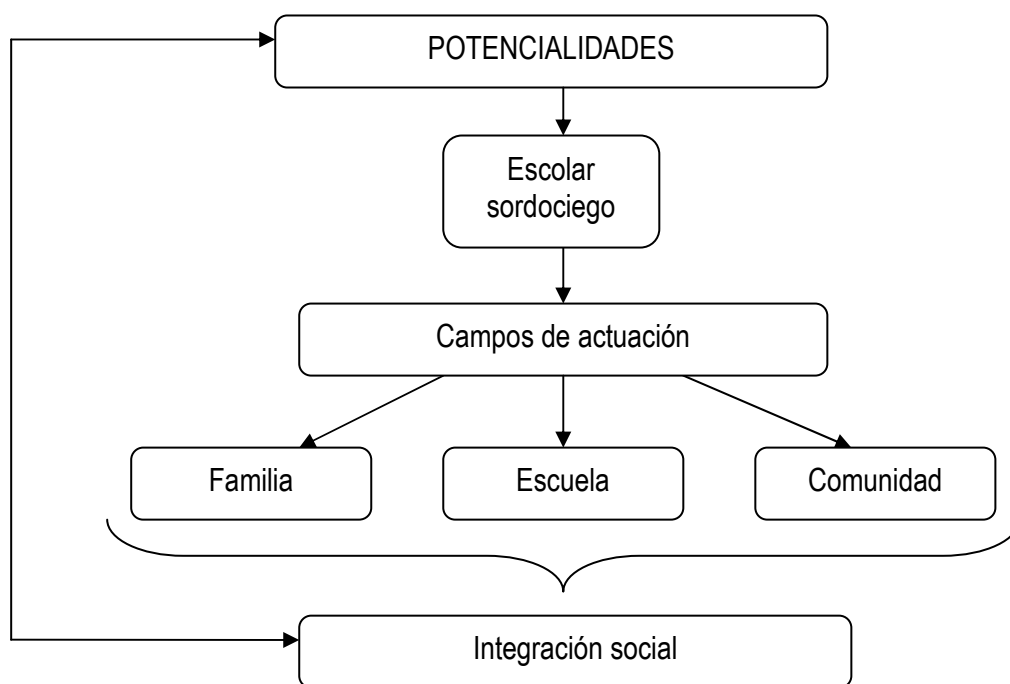 POTENCIALIDADES
Escolar
sordociego
Campos de actuación
Familia
Escuela
Comunidad
Integración social